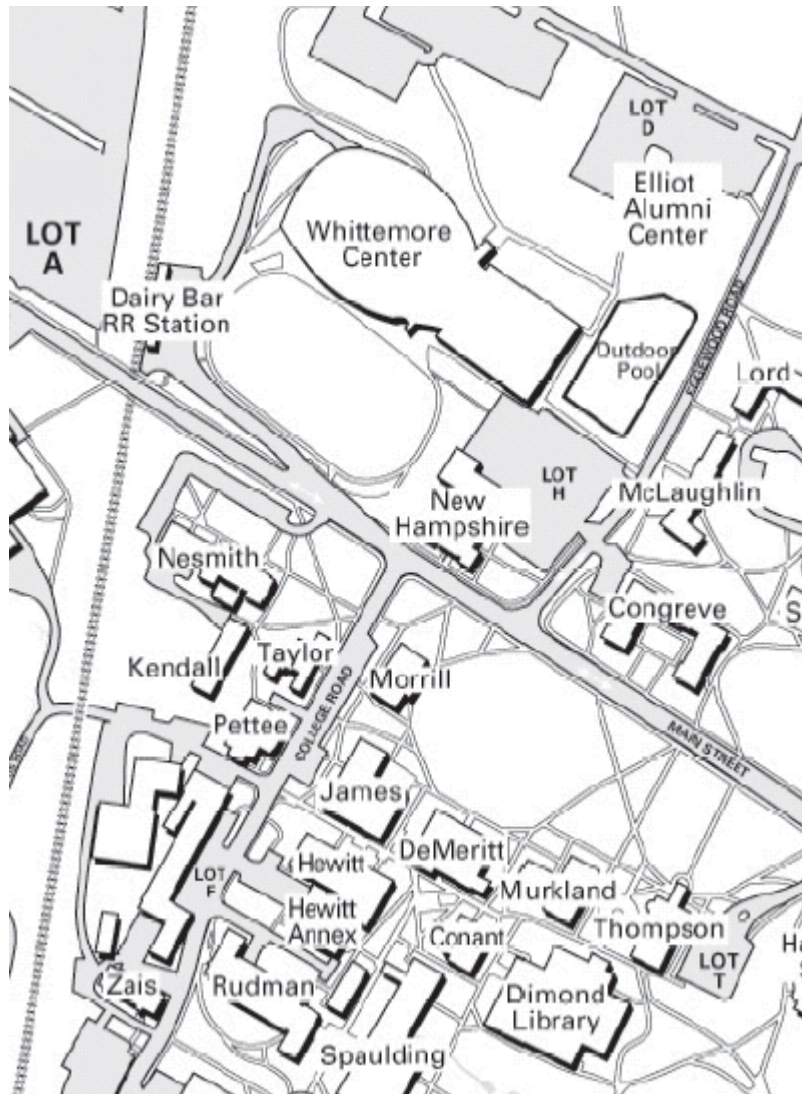 LOT
D
Elliot
Alumni
Center
LOT
A
Whittemore
Center
Dairy Bar
RR Station
EDGEWOOD ROAD
Outdoor
Pool
Lord
LOT
H
McLaughlin
New
Hampshire
Nesmith
Congreve
S
Kendall
Taylor
Morrill
Pettee
COLLEGE ROAD
MAIN STREET
James
DeMeritt
Hewitt
LOT
F
Murkland
Hewitt
Annex
Conant
Thompson
LOT
T
Zais
Rudman
Dimond
Library
Spaulding